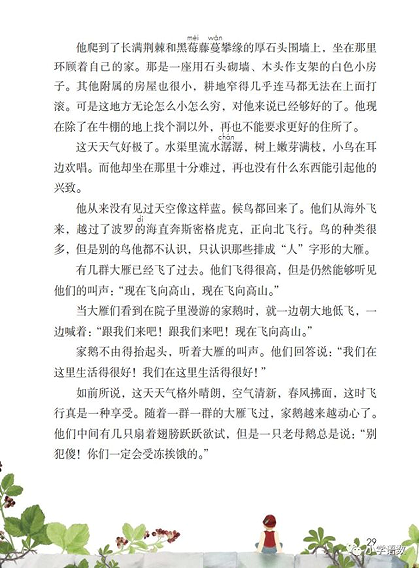 méi wàn
他爬到了长满荆棘和黑莓藤蔓攀缘的厚石头围墙上，坐在那里
环顾着自己的家。那是一座用石头砌墙、木头作支架的白色小房
子。其他附属的房屋也很小，耕地窄得几乎连马都无法在上面打
滚。可是这地方无论怎么小怎么穷，对他来说已经够好的了。他现
在除了在牛棚的地上找个洞以外，再也不能要求更好的住所了。
chán
这天天气好极了。水渠里流水潺潺，树上嫩芽满枝，小鸟在耳
边欢唱。而他却坐在那里十分难过，再也没有什么东西能引起他的
兴致。
他从来没有见过天空像这样蓝。候鸟都回来了。他们从海外飞
来，越过了波罗的海直奔斯密格虎克，正向北飞行。鸟的种类很
dì
多，但是别的鸟他都不认识，只认识那些排成“人”字形的大雁。
有几群大雁已经飞了过去。他们飞得很高，但是仍然能够听见
他们的叫声：“现在飞向高山，现在飞向高山。”
当大雁们看到在院子里漫游的家鹅时，就一边朝大地低飞，一
边喊着：“跟我们来吧！跟我们来吧！现在飞向高山。”
家鹅不由得抬起头，听着大雁的叫声。他们回答说：“我们在
这里生活得很好！我们在这里生活得很好！”
如前所说，这天天气格外晴朗，空气清新，春风拂面，这时飞
行真是一种享受。随着一群一群的大雁飞过，家鹅越来越动心了。
他们中间有几只扇着翅膀跃跃欲试，但是一只老母鹅总是说：“别
犯傻！你们一定会受冻挨饿的。”
29
小学语数